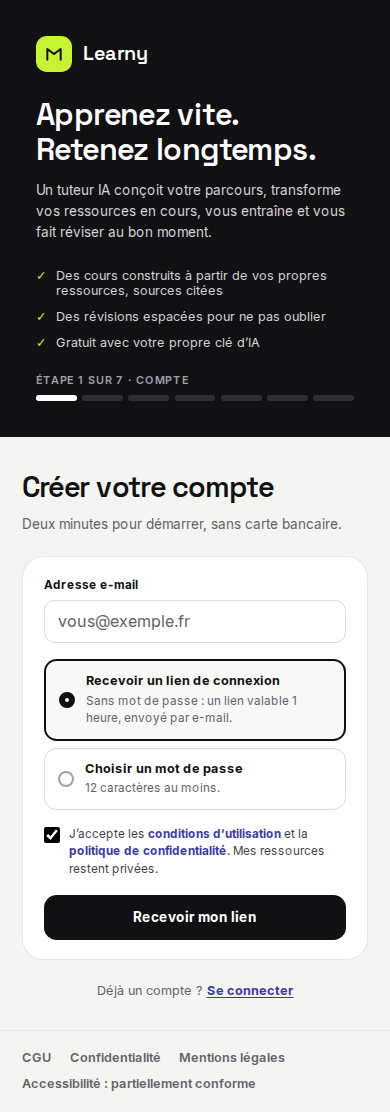 Learny
Apprenez vite.
Retenez longtemps.
Un tuteur IA conçoit votre parcours, transforme
vos ressources en cours, vous entraîne et vous
fait réviser au bon moment.
✓ Des cours construits à partir de vos propres
ressources, sources citées
✓ Des révisions espacées pour ne pas oublier
✓ Gratuit avec votre propre clé d’IA
ÉTAPE 1 SUR 7 · COMPTE
Créer votre compte
Deux minutes pour démarrer, sans carte bancaire.
Adresse e-mail
vous@exemple.fr
Recevoir un lien de connexion
Sans mot de passe : un lien valable 1
heure, envoyé par e-mail.
Choisir un mot de passe
12 caractères au moins.
J’accepte les conditions d’utilisation et la
politique de confidentialité. Mes ressources
restent privées.
Recevoir mon lien
Déjà un compte ? Se connecter
CGU Confidentialité Mentions légales
Accessibilité : partiellement conforme